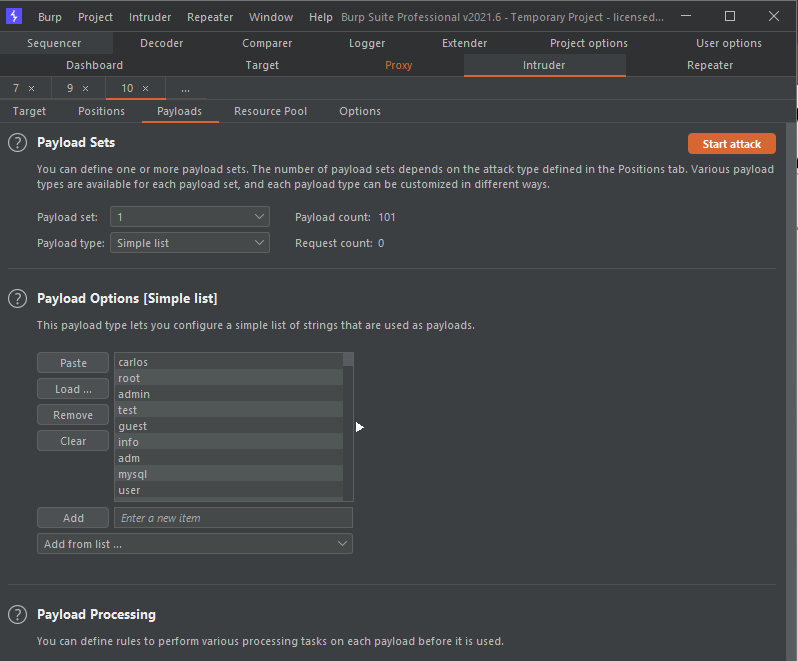 Burp Project Intruder Repeater Window Help Burp Suite Professional v2021.6 - Temporary Project - licensed...
Sequencer Decoder Comparer Logger Extender Project options User options
Dashboard Target Proxy Intruder Repeater
7 × 9 × 10 × ...
Target Positions Payloads Resource Pool Options
? Payload Sets Start attack
You can define one or more payload sets. The number of payload sets depends on the attack type defined in the Positions tab. Various payload
types are available for each payload set, and each payload type can be customized in different ways.
Payload set: 1 Payload count: 101
Payload type: Simple list Request count: 0
? Payload Options [Simple list]
This payload type lets you configure a simple list of strings that are used as payloads.
Paste carlos
root
Load ... admin
Remove test
guest
Clear info
adm
mysql
user
Add Enter a new item
Add from list ...
? Payload Processing
You can define rules to perform various processing tasks on each payload before it is used.